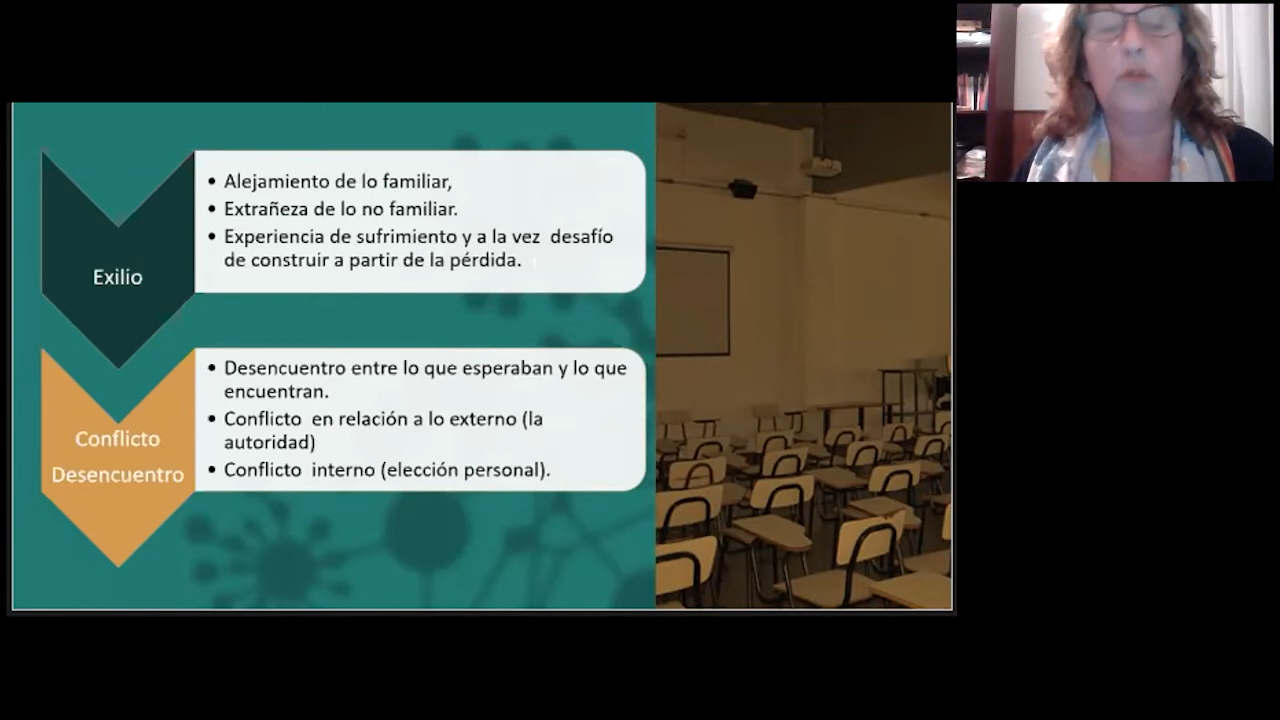 Exilio
• Alejamiento de lo familiar,
• Extrañeza de lo no familiar.
• Experiencia de sufrimiento y a la vez desafío
de construir a partir de la pérdida.
Conflicto
Desencuentro
• Desencuentro entre lo que esperaban y lo que
encuentran.
• Conflicto en relación a lo externo (la
autoridad)
• Conflicto interno (elección personal).